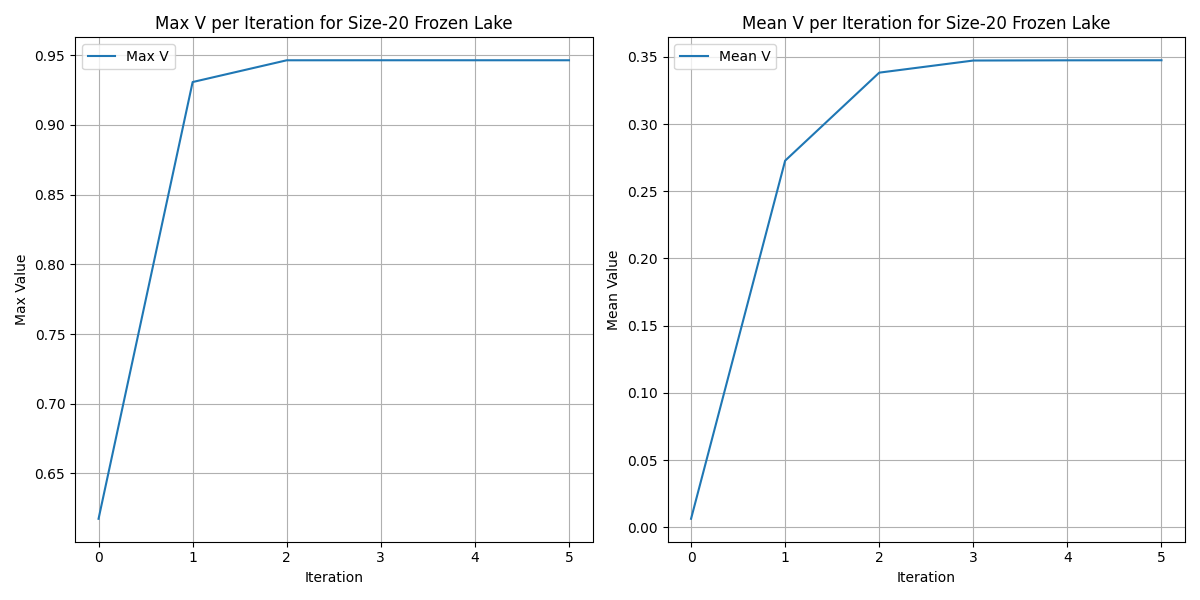 Max V per Iteration for Size-20 Frozen Lake
Max V
0.95
0.90
0.85
0.80
0.75
0.70
0.65
Max Value
0 1 2 3 4 5
Iteration
Mean V per Iteration for Size-20 Frozen Lake
Mean V
0.35
0.30
0.25
0.20
0.15
0.10
0.05
0.00
Mean Value
0 1 2 3 4 5
Iteration